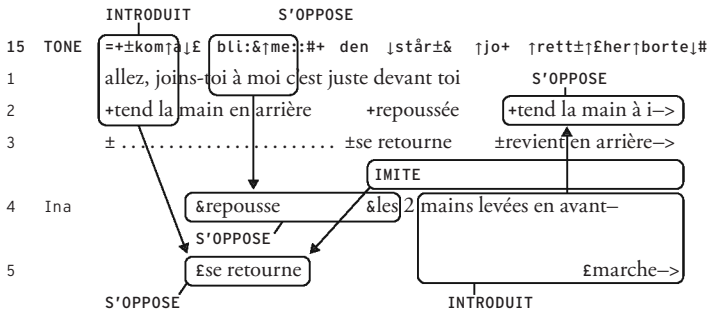 INTRODUIT S'OPPOSE
15 TONE =+±kom↑a↓£ bli:&↑me::#+ den ↓står±& ↑jo+ ↑rett±↑£her↑borte↓#
1 allez, joins-toi à moi c'est juste devant toi S'OPPOSE
2 +tend la main en arrière +repoussée +tend la main à i—>
3 ± ...................... ±se retourne ±revient en arrière—>
IMITE
4 Ina &repousse &les 2 mains levées en avant–
S'OPPOSE
5 £se retourne £marche—>
S'OPPOSE INTRODUIT